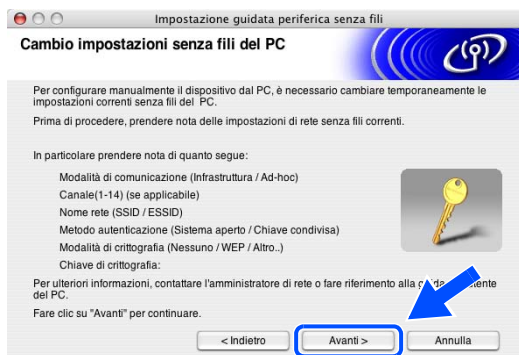 Impostazione guidata periferica senza fili
Cambio impostazioni senza fili del PC
Per configurare manualmente il dispositivo dal PC, è necessario cambiare temporaneamente le
impostazioni correnti senza fili del PC.
Prima di procedere, prendere nota delle impostazioni di rete senza fili correnti.
In particolare prendere nota di quanto segue:
Modalità di comunicazione (Infrastruttura / Ad-hoc)
Canale(1-14) (se applicabile)
Nome rete (SSID / ESSID)
Metodo autenticazione (Sistema aperto / Chiave
condivisa)
Modalità di crittografia (Nessuno / WEP / Altro..)
Chiave di crittografia:
Per ulteriori informazioni, contattare l'amministratore di rete o fare riferimento alla
del PC.
Fare clic su "Avanti" per continuare.
< Indietro
Avanti >
Annulla